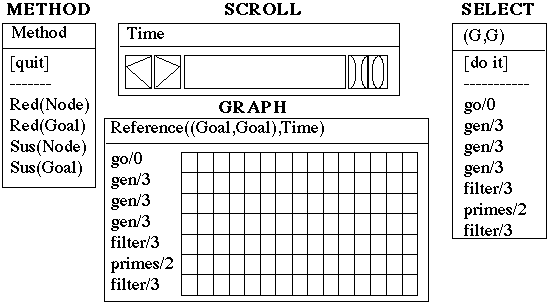 METHOD
Method
[quit]
-------
Red(Node)
Red(Goal)
Sus(Node)
Sus(Goal)
SCROLL
Time
GRAPH
Reference((Goal,Goal),Time)
go/0
gen/3
gen/3
gen/3
filter/3
primes/2
filter/3
SELECT
(G,G)
[do it]
-----------
go/0
gen/3
gen/3
gen/3
filter/3
primes/2
filter/3